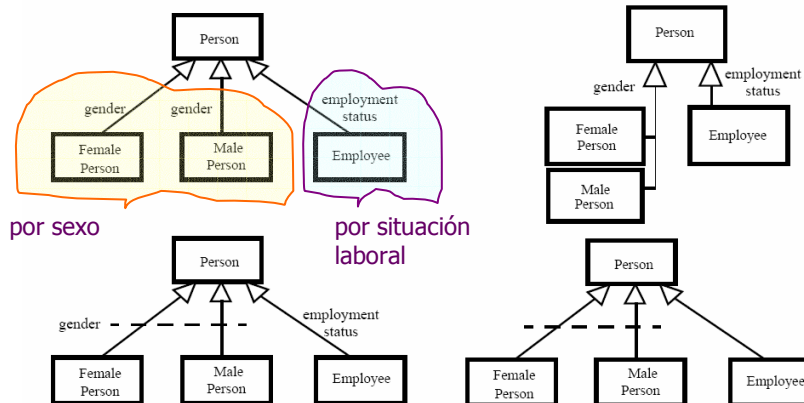 Person
gender
gender
employment
status
Female
Person
Male
Person
Employee
por sexo
por situación
laboral
Person
gender
employment
status
Female
Person
Male
Person
Employee
Person
gender
employment
status
Female
Person
Male
Person
Employee
Person
Female
Person
Male
Person
Employee